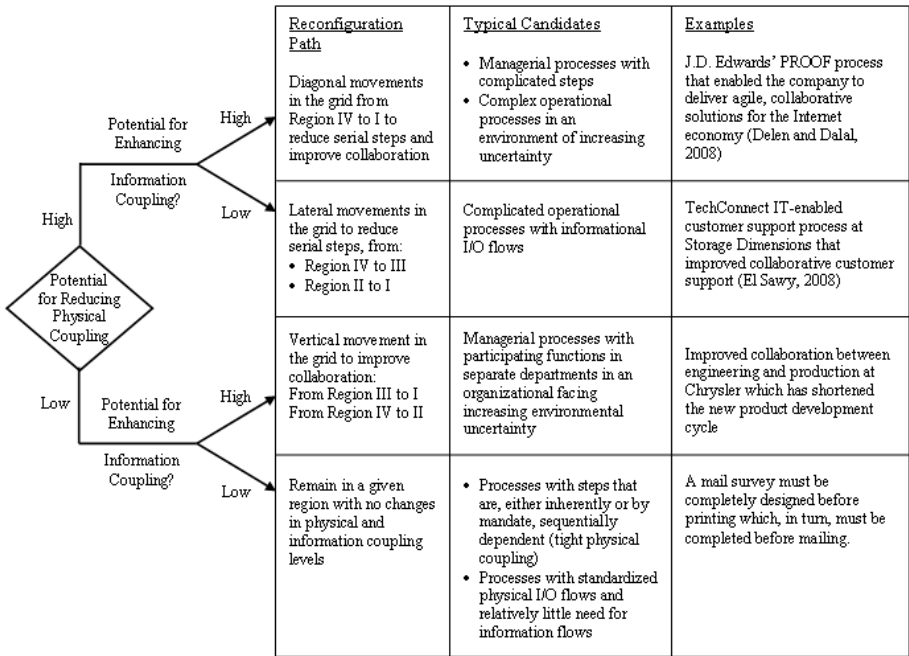 Potential
for Reducing
Physical
Coupling
High
Low
Potential for
Enhancing
Information
Coupling?
High
Low
Potential for
Enhancing
Information
Coupling?
High
Low
Reconfiguration
Path
Diagonal movements
in the grid from
Region IV to I to
reduce serial steps and
improve collaboration
Typical Candidates
• Managerial processes with
complicated steps
• Complex operational
processes in an
environment of increasing
uncertainty
Examples
J.D. Edwards' PROOF process
that enabled the company to
deliver agile, collaborative
solutions for the Internet
economy (Delen and Dalal,
2008)
Lateral movements in
the grid to reduce
serial steps, from:
• Region IV to III
• Region II to I
Complicated operational
processes with informational
I/O flows
TechConnect IT-enabled
customer support process at
Storage Dimensions that
improved collaborative customer
support (El Sawy, 2008)
Vertical movement in
the grid to improve
collaboration:
From Region III to I
From Region IV to II
Managerial processes with
participating functions in
separate departments in an
organizational facing
increasing environmental
uncertainty
Improved collaboration between
engineering and production at
Chrysler which has shortened
the new product development
cycle
Remain in a given
region with no changes
in physical and
information coupling
levels
• Processes with steps that
are, either inherently or by
mandate, sequentially
dependent (tight physical
coupling)
• Processes with standardized
physical I/O flows and
relatively little need for
information flows
A mail survey must be
completely designed before
printing which, in turn, must be
completed before mailing.